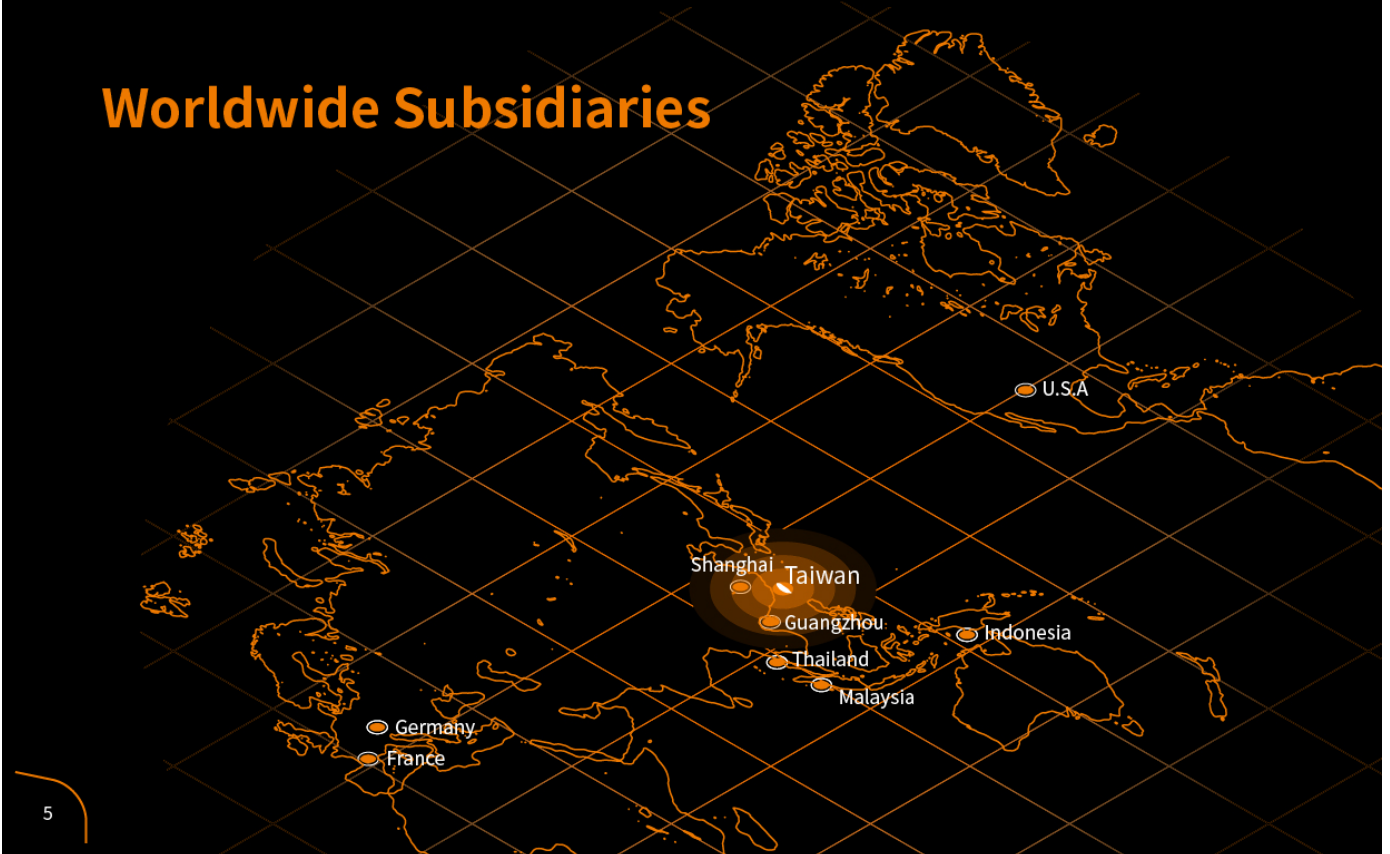 Worldwide Subsidiaries
U.S.A
Shanghai
Taiwan
Guangzhou
Indonesia
Thailand
Malaysia
Germany
France
5